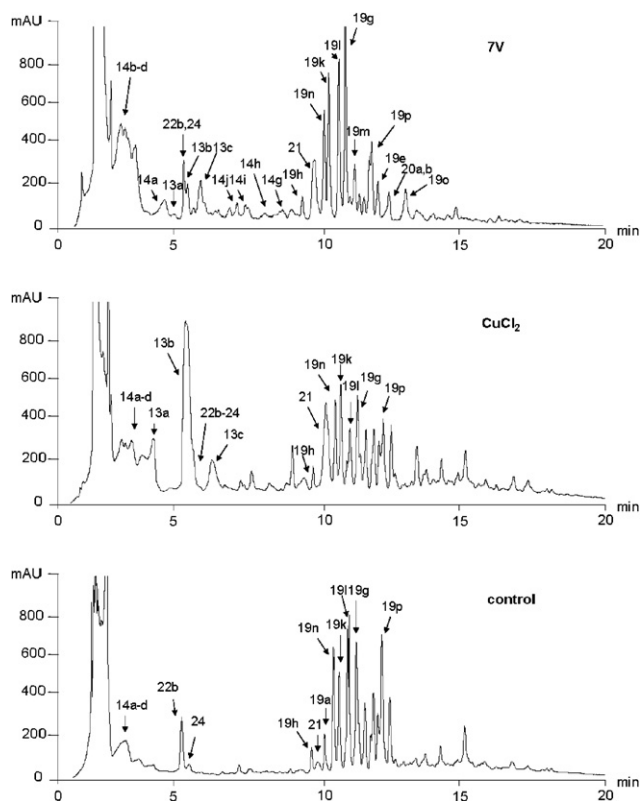 mAU
19g
7V
14b-d
19l
800
19k
600
19n
19p
22b,24
400
13b
13c
21
19m
14h
19e
200
14a
13a
14j
14i
14g
19h
20a,b
19o
0
min
0
5
10
15
20
mAU
CuCl2
800
13b
19n
19k
600
19l
19g
19p
14a-d
400
13a
21
22b-24
200
13c
19h
0
min
0
5
10
15
20
mAU
19l19g
control
800
19p
19n
19k
600
400
22b
19a
14a-d
24
19h
21
200
0
min
0
5
10
15
20